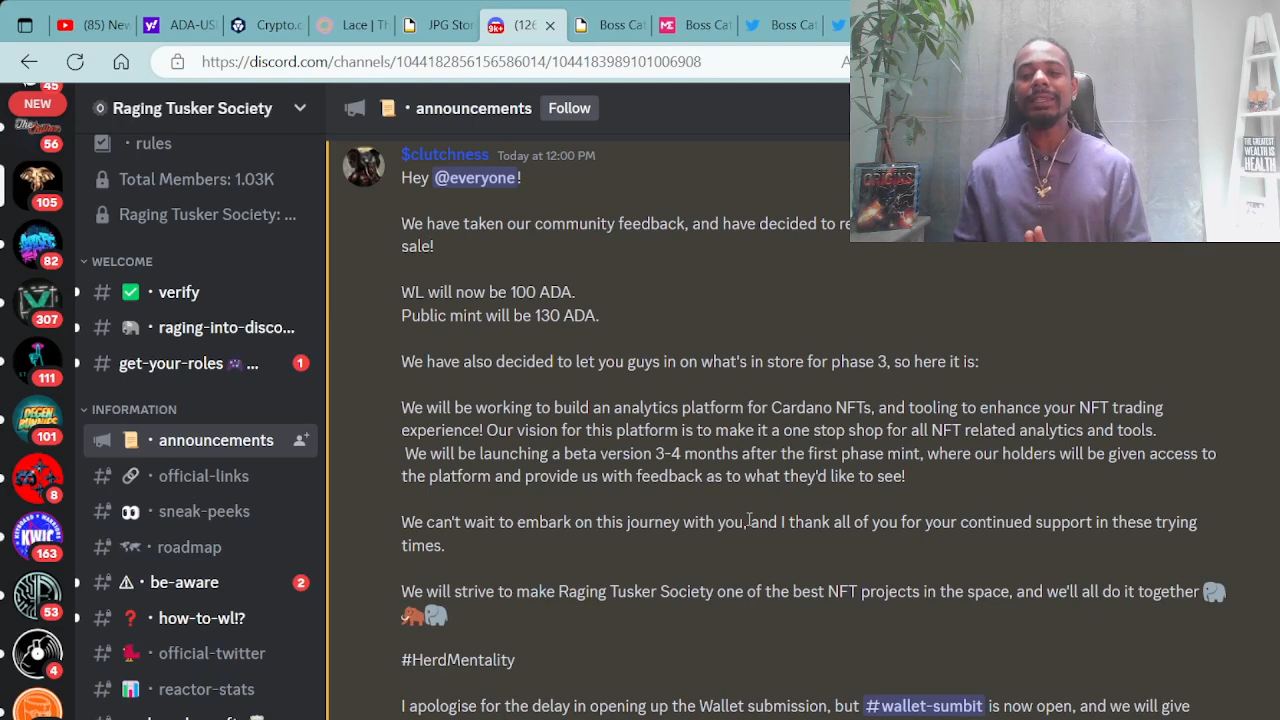 (85) New
ADA-USI
Crypto.c
Lace | Th
JPG Stor
(126
Boss Cat
Boss Cat
Boss Cat
https://discord.com/channels/1044182856156586014/1044183989101006908
45
NEW
56
105
82
307
111
101
8
163
53
4
Raging Tusker Society
rules
Total Members: 1.03K
Raging Tusker Society: ...
WELCOME
# ✅ · verify
# 🐘 · raging-into-disco...
# get-your-roles 🎮 ... 1
INFORMATION
📜 · announcements
# 🔗 · official-links
# 👀 · sneak-peeks
# 🗺 · roadmap
# ⚠ · be-aware 2
# ❓ · how-to-wl!?
# · official-twitter
# 📊 · reactor-stats
📜 · announcements Follow
$clutchness Today at 12:00 PM
Hey @everyone!
We have taken our community feedback, and have decided to
sale!
WL will now be 100 ADA.
Public mint will be 130 ADA.
We have also decided to let you guys in on what's in store for phase 3, so here it is:
We will be working to build an analytics platform for Cardano NFTs, and tooling to enhance your NFT trading
experience! Our vision for this platform is to make it a one stop shop for all NFT related analytics and tools.
We will be launching a beta version 3-4 months after the first phase mint, where our holders will be given access to
the platform and provide us with feedback as to what they'd like to see!
We can't wait to embark on this journey with you, and I thank all of you for your continued support in these trying
times.
We will strive to make Raging Tusker Society one of the best NFT projects in the space, and we'll all do it together 🐘
🦣🐘
#HerdMentality
I apologise for the delay in opening up the Wallet submission, but #wallet-sumbit is now open, and we will give
ORIGINS
THE GREATEST
WEALTH IS
HEALTH